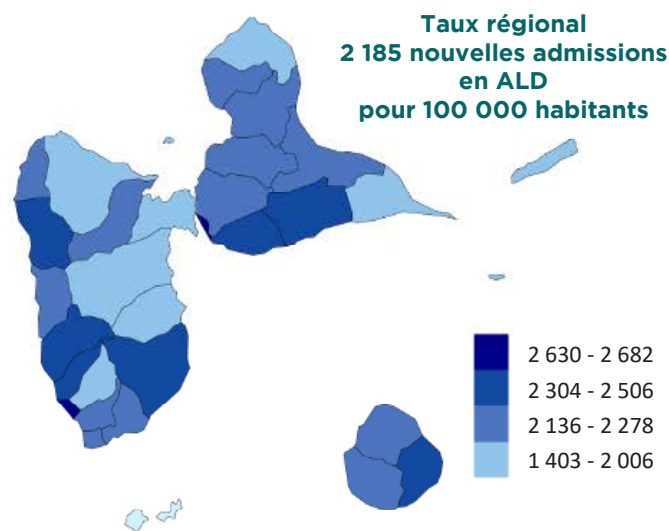 Taux régional
2 185 nouvelles admissions
en ALD
pour 100 000 habitants
2 630 - 2 682
2 304 - 2 506
2 136 - 2 278
1 403 - 2 006